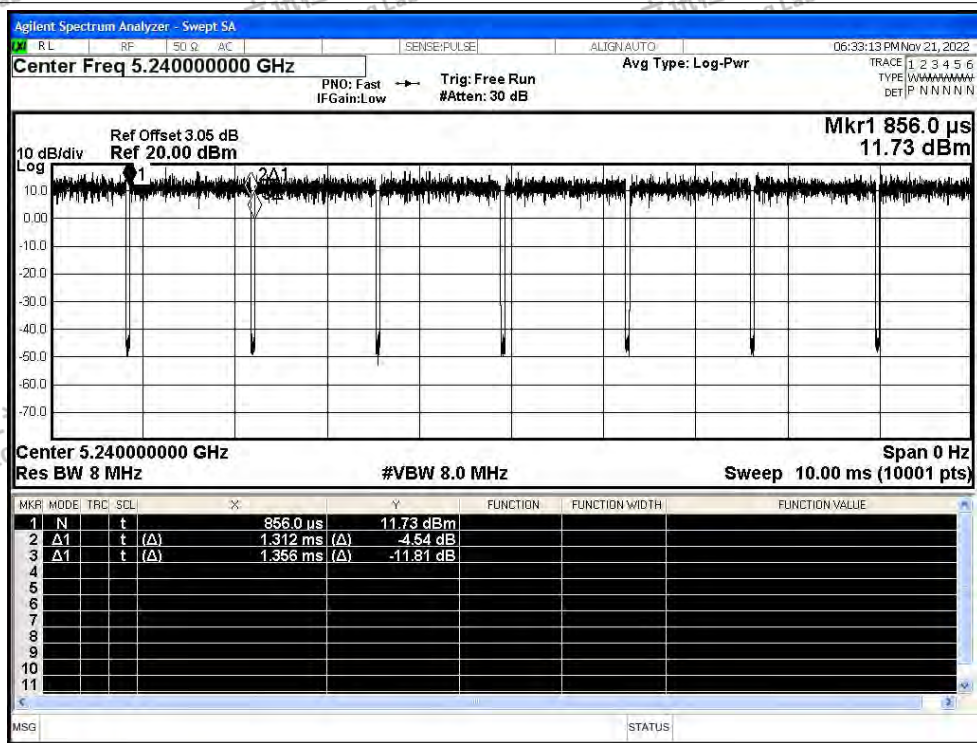 Agilent Spectrum Analyzer - Swept SA
RL RF 50 Ω AC SENSE:PULSE ALIGN AUTO 06:33:13 PM Nov 21, 2022
Center Freq 5.240000000 GHz
PNO: Fast
IFGain:Low
Trig: Free Run
#Atten: 30 dB
Avg Type: Log-Pwr
TRACE 1 2 3 4 5 6
TYPE W
DET P N N N N N
Ref Offset 3.05 dB
10 dB/div Ref 20.00 dBm
Mkr1 856.0 µs
11.73 dBm
Log
1
2Δ1
10.0
0.00
-10.0
-20.0
-30.0
-40.0
-50.0
-60.0
-70.0
Center 5.240000000 GHz Span 0 Hz
Res BW 8 MHz #VBW 8.0 MHz Sweep 10.00 ms (10001 pts)
MKR MODE TRC SCL X Y FUNCTION FUNCTION WIDTH FUNCTION VALUE
1 N t 856.0 µs 11.73 dBm
2 Δ1 t (Δ) 1.312 ms (Δ) -4.54 dB
3 Δ1 t (Δ) 1.356 ms (Δ) -11.81 dB
4
5
6
7
8
9
10
11
MSG STATUS